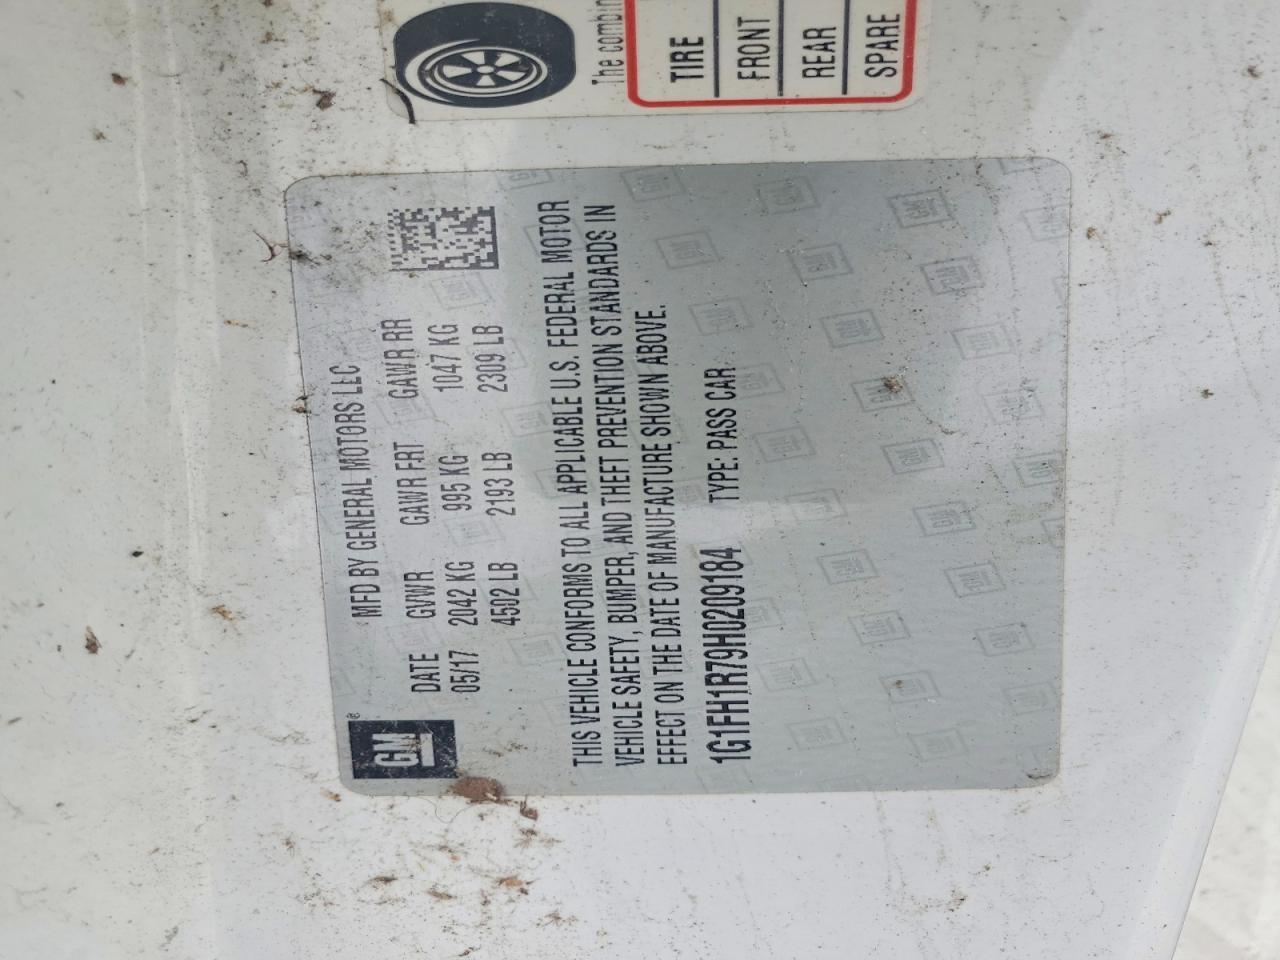 The combin
TIRE
FRONT
REAR
SPARE
GM®
MFD BY GENERAL MOTORS LLC
DATE GVWR GAWR FRT GAWR RR
05/17 2042 KG 995 KG 1047 KG
4502 LB 2193 LB 2309 LB
THIS VEHICLE CONFORMS TO ALL APPLICABLE U.S. FEDERAL MOTOR
VEHICLE SAFETY, BUMPER, AND THEFT PREVENTION STANDARDS IN
EFFECT ON THE DATE OF MANUFACTURE SHOWN ABOVE.
1G1FH1R79H0209184 TYPE: PASS CAR